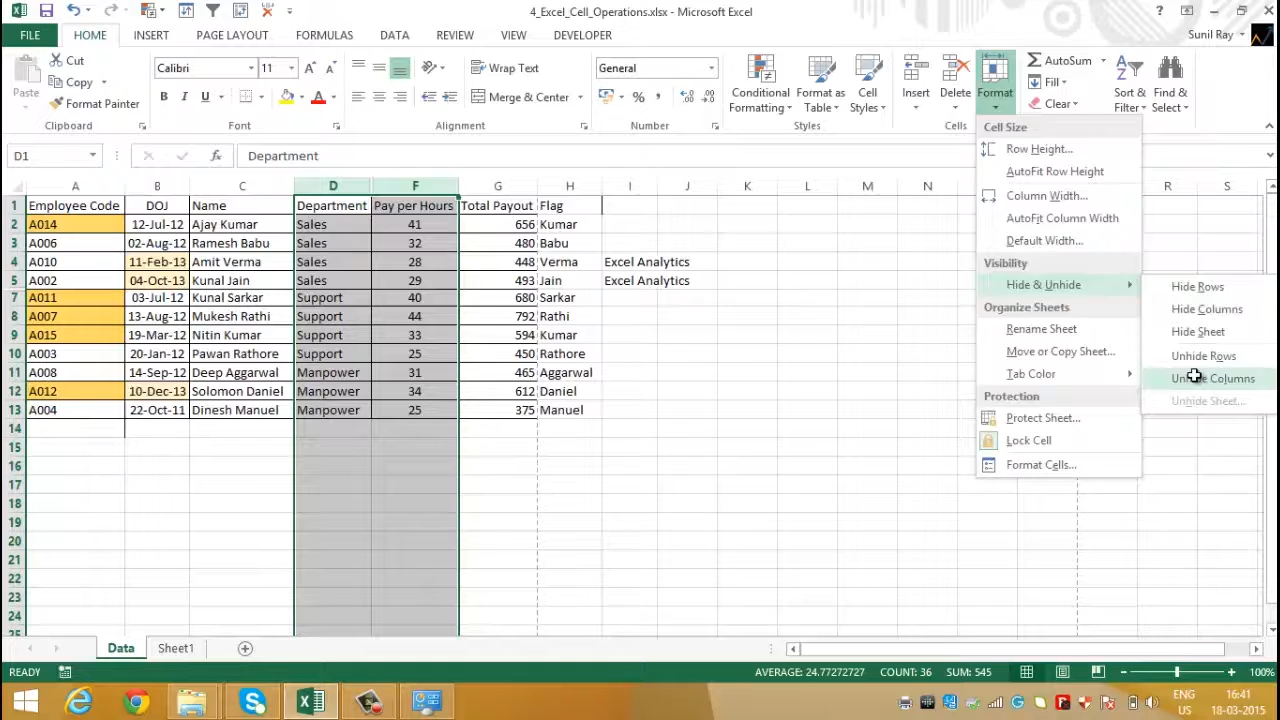 4_Excel_Cell_Operations.xlsx - Microsoft Excel
FILE HOME INSERT PAGE LAYOUT FORMULAS DATA REVIEW VIEW DEVELOPER Sunil Ray
Paste Cut Copy Format Painter
Clipboard
Calibri 11
B I U
Font
Wrap Text
Merge & Center
Alignment
General
Number
Conditional Formatting Format as Table Cell Styles
Styles
Insert Delete Format
Cells
AutoSum
Fill
Clear
Sort & Filter Find & Select
D1 fx Department
A B C D F G H I J K L M N R S
1 Employee Code DOJ Name Department Pay per Hours Total Payout Flag
2 A014 12-Jul-12 Ajay Kumar Sales 41 656 Kumar
3 A006 02-Aug-12 Ramesh Babu Sales 32 480 Babu
4 A010 11-Feb-13 Amit Verma Sales 28 448 Verma Excel Analytics
5 A002 04-Oct-13 Kunal Jain Sales 29 493 Jain Excel Analytics
7 A011 03-Jul-12 Kunal Sarkar Support 40 680 Sarkar
8 A007 13-Aug-12 Mukesh Rathi Support 44 792 Rathi
9 A015 19-Mar-12 Nitin Kumar Support 33 594 Kumar
10 A003 20-Jan-12 Pawan Rathore Support 25 450 Rathore
11 A008 14-Sep-12 Deep Aggarwal Manpower 31 465 Aggarwal
12 A012 10-Dec-13 Solomon Daniel Manpower 34 612 Daniel
13 A004 22-Oct-11 Dinesh Manuel Manpower 25 375 Manuel
14
15
16
17
18
19
20
21
22
23
24
25
Cell Size
Row Height...
AutoFit Row Height
Column Width...
AutoFit Column Width
Default Width...
Visibility
Hide & Unhide
Organize Sheets
Rename Sheet
Move or Copy Sheet...
Tab Color
Protection
Protect Sheet...
Lock Cell
Format Cells...
Hide Rows
Hide Columns
Hide Sheet
Unhide Rows
Unhide Columns
Unhide Sheet...
Data Sheet1
READY AVERAGE: 24.77272727 COUNT: 36 SUM: 545 100%
ENG
US
16:41
18-03-2015